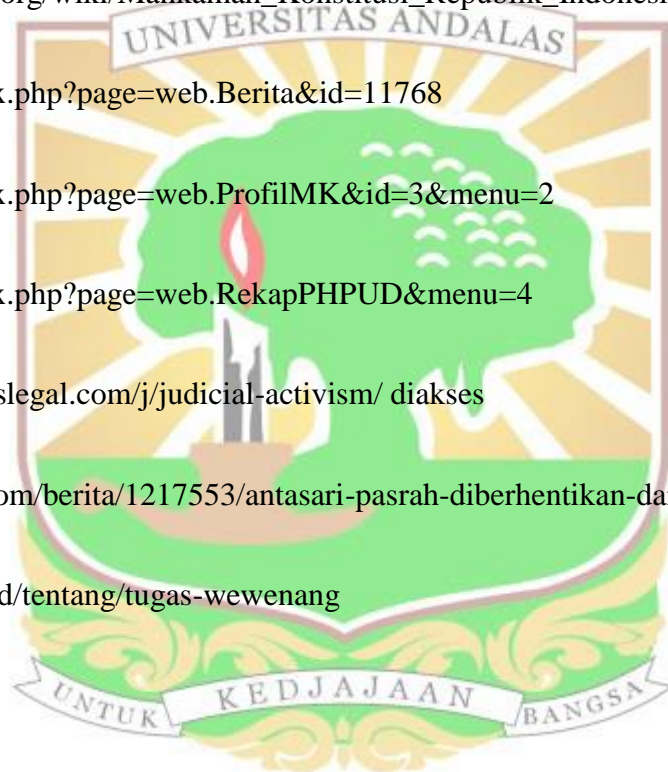 org/wiki/Mahkamah_Konstitusi_Republik_Indonesi
UNIVERSITAS ANDALAS
x.php?page=web.Berita&id=11768
x.php?page=web.ProfilMK&id=3&menu=2
x.php?page=web.RekapPHPUD&menu=4
slegal.com/j/judicial-activism/ diakses
om/berita/1217553/antasari-pasrah-diberhentikan-da
d/tentang/tugas-wewenang
UNTUK KEDJAJAAN BANGSA